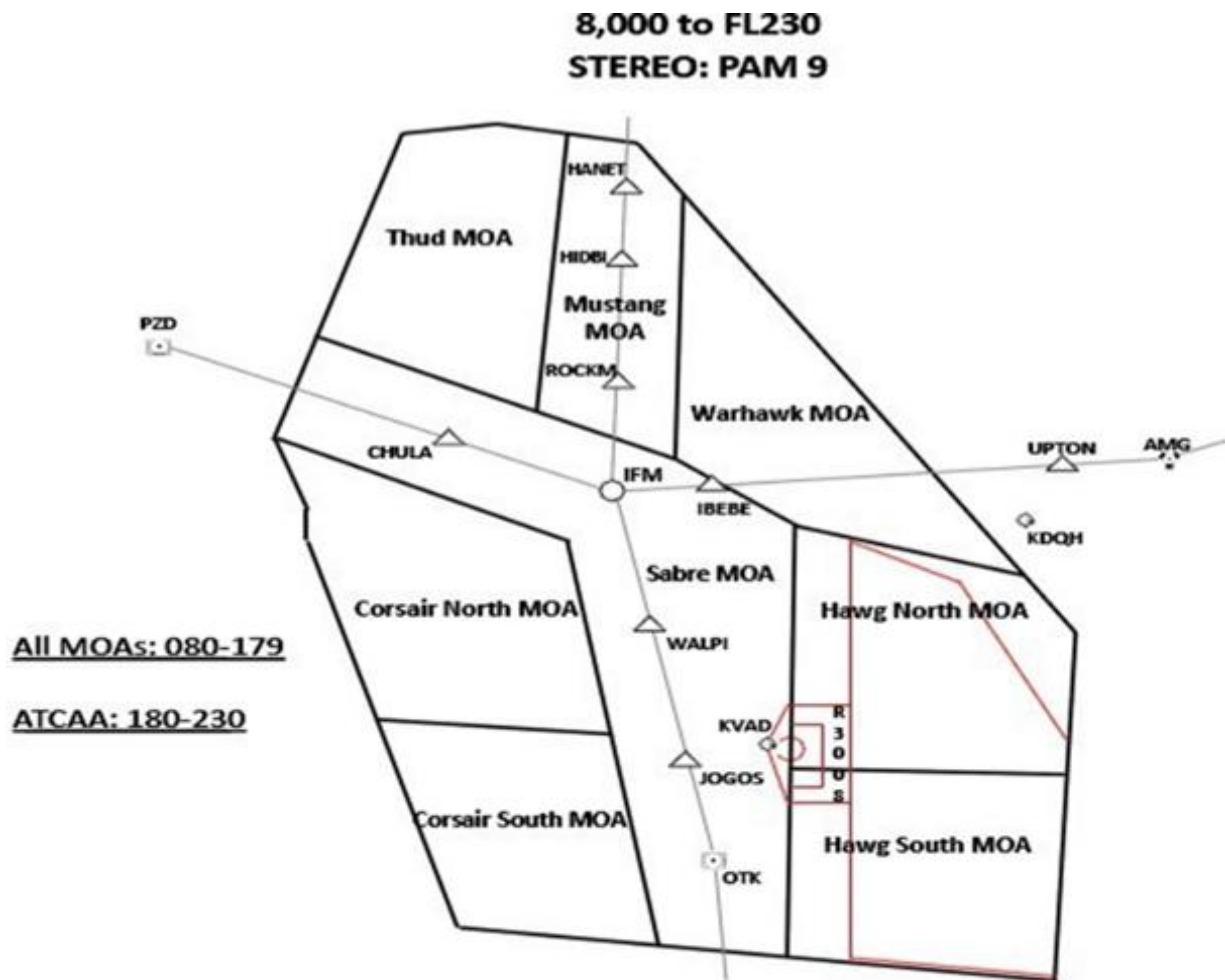 8,000 to FL230
STEREO: PAM 9
HANET
Thud MOA
HIDBI
Mustang
MOA
PZD
ROCKM
Warhawk MOA
CHULA
UPTON
AMG
IFM
IBEBE
KDQH
Sabre MOA
Corsair North MOA
Hawg North MOA
All MOAs: 080-179
WALPI
ATCAA: 180-230
KVAD
R
3
0
0
8
JOGOS
Corsair South MOA
Hawg South MOA
OTK